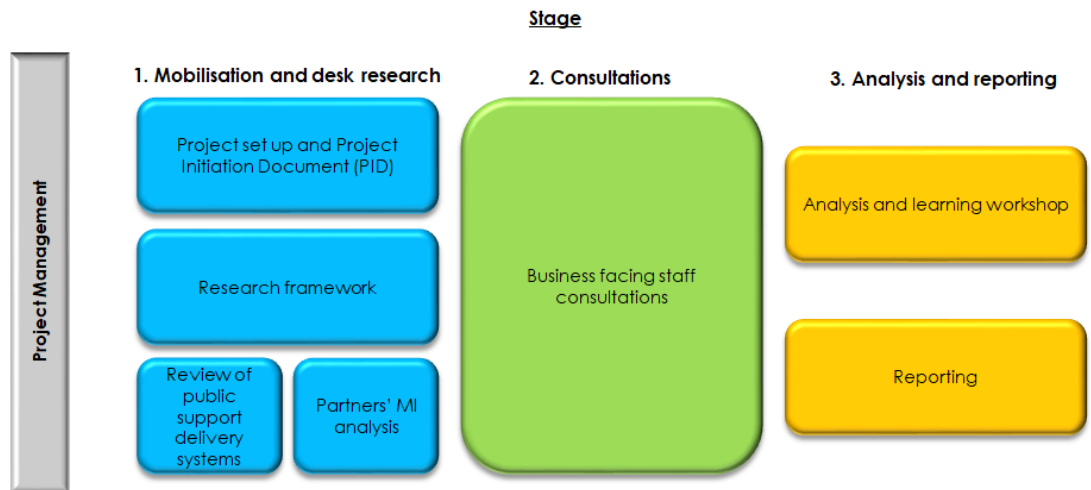 Stage
Project Management
1. Mobilisation and desk research
Project set up and Project
Initiation Document (PID)
Research framework
Review of
public
support
delivery
systems
Partners’ MI
analysis
2. Consultations
Business facing staff
consultations
3. Analysis and reporting
Analysis and learning workshop
Reporting